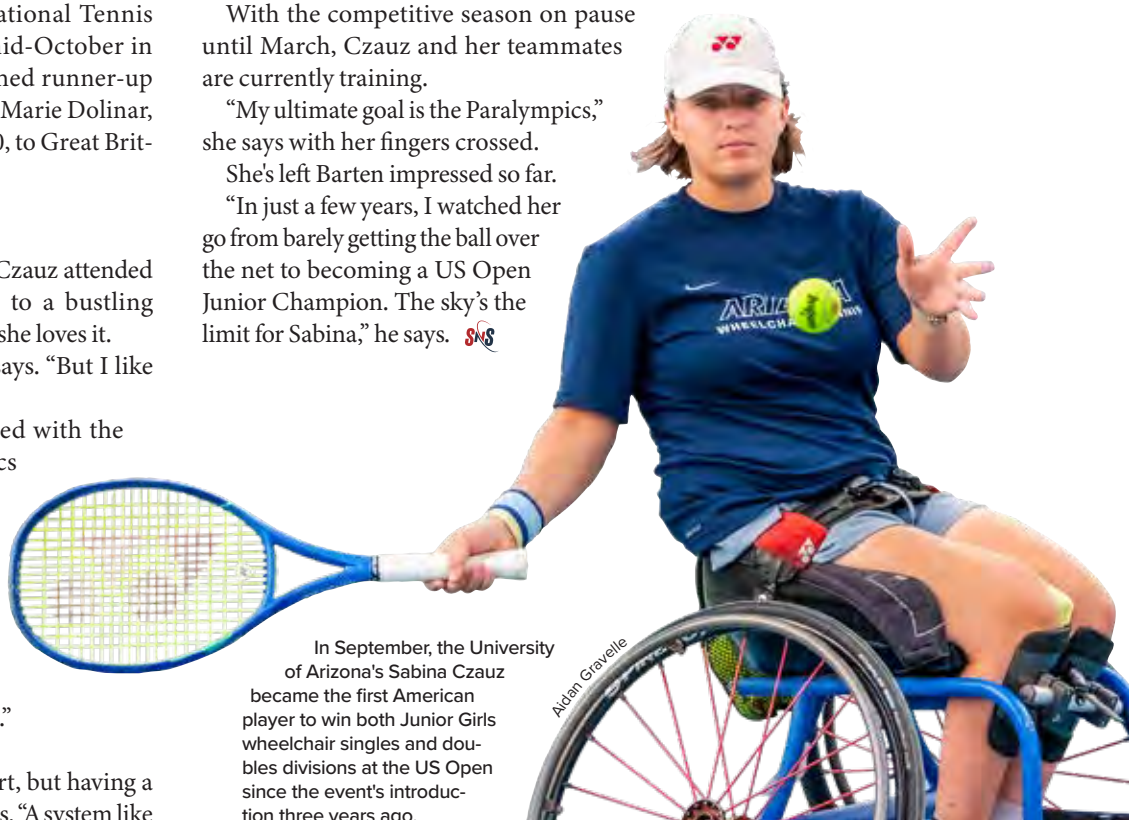 ational Tennis
id-October in
ned runner-up
Marie Dolinar,
), to Great Brit-
Czauz attended
to a bustling
she loves it.
says. “But I like
ed with the
cs
.”
rt, but having a
s. “A system like
With the competitive season on pause
until March, Czauz and her teammates
are currently training.
“My ultimate goal is the Paralympics,”
she says with her fingers crossed.
She's left Barten impressed so far.
“In just a few years, I watched her
go from barely getting the ball over
the net to becoming a US Open
Junior Champion. The sky’s the
limit for Sabina,” he says. SNS
In September, the University
of Arizona's Sabina Czauz
became the first American
player to win both Junior Girls
wheelchair singles and dou-
bles divisions at the US Open
since the event's introduc-
tion three years ago.
Aidan Gravelle
ARI A
WHEELCHA NNIS